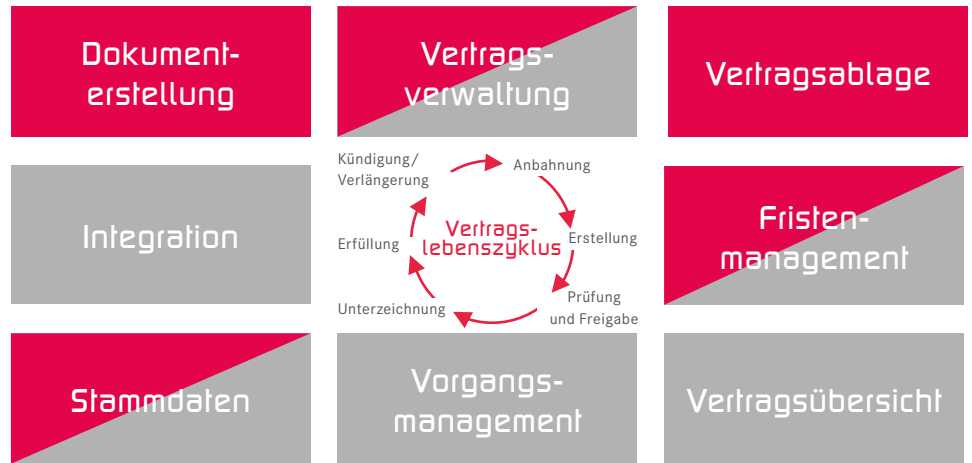 Dokument-
erstellung
Vertrags-
verwaltung
Vertragsablage
Integration
Kündigung/
Verlängerung
Anbahnung
Erstellung
Prüfung
und Freigabe
Unterzeichnung
Erfüllung
Vertrags-
lebenszyklus
Fristen-
management
Stammdaten
Vorgangs-
management
Vertragsübersicht